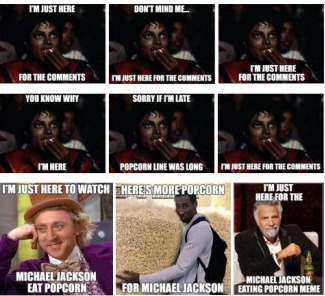 I'M JUST HERE
FOR THE COMMENTS
DON'T MIND ME...
I'M JUST HERE FOR THE COMMENTS
I'M JUST HERE
FOR THE COMMENTS
YOU KNOW WHY
I'M HERE
SORRY IF I'M LATE
POPCORN LINE WAS LONG
I'M JUST HERE FOR THE COMMENTS
I'M JUST HERE TO WATCH
MICHAEL JACKSON
EAT POPCORN
HERE'S MORE POPCORN
FOR MICHAEL JACKSON
I'M JUST
HERE FOR THE
MICHAEL JACKSON
EATING POPCORN MEME